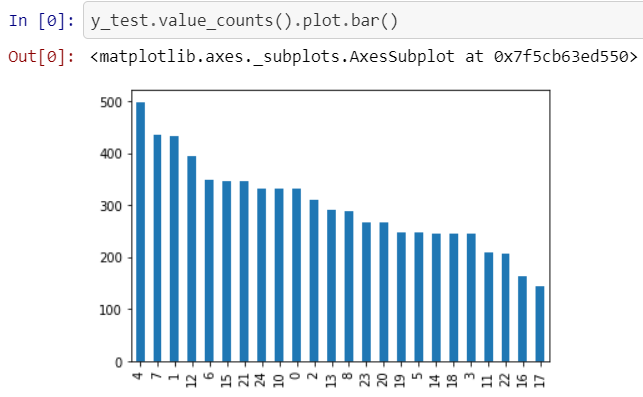 In [0]: y_test.value_counts().plot.bar()
Out[0]: <matplotlib.axes._subplots.AxesSubplot at 0x7f5cb63ed550>
500
400
300
200
100
0
4 7 1 12 6 15 21 24 10 0 2 13 8 23 20 19 5 14 18 3 11 22 16 17